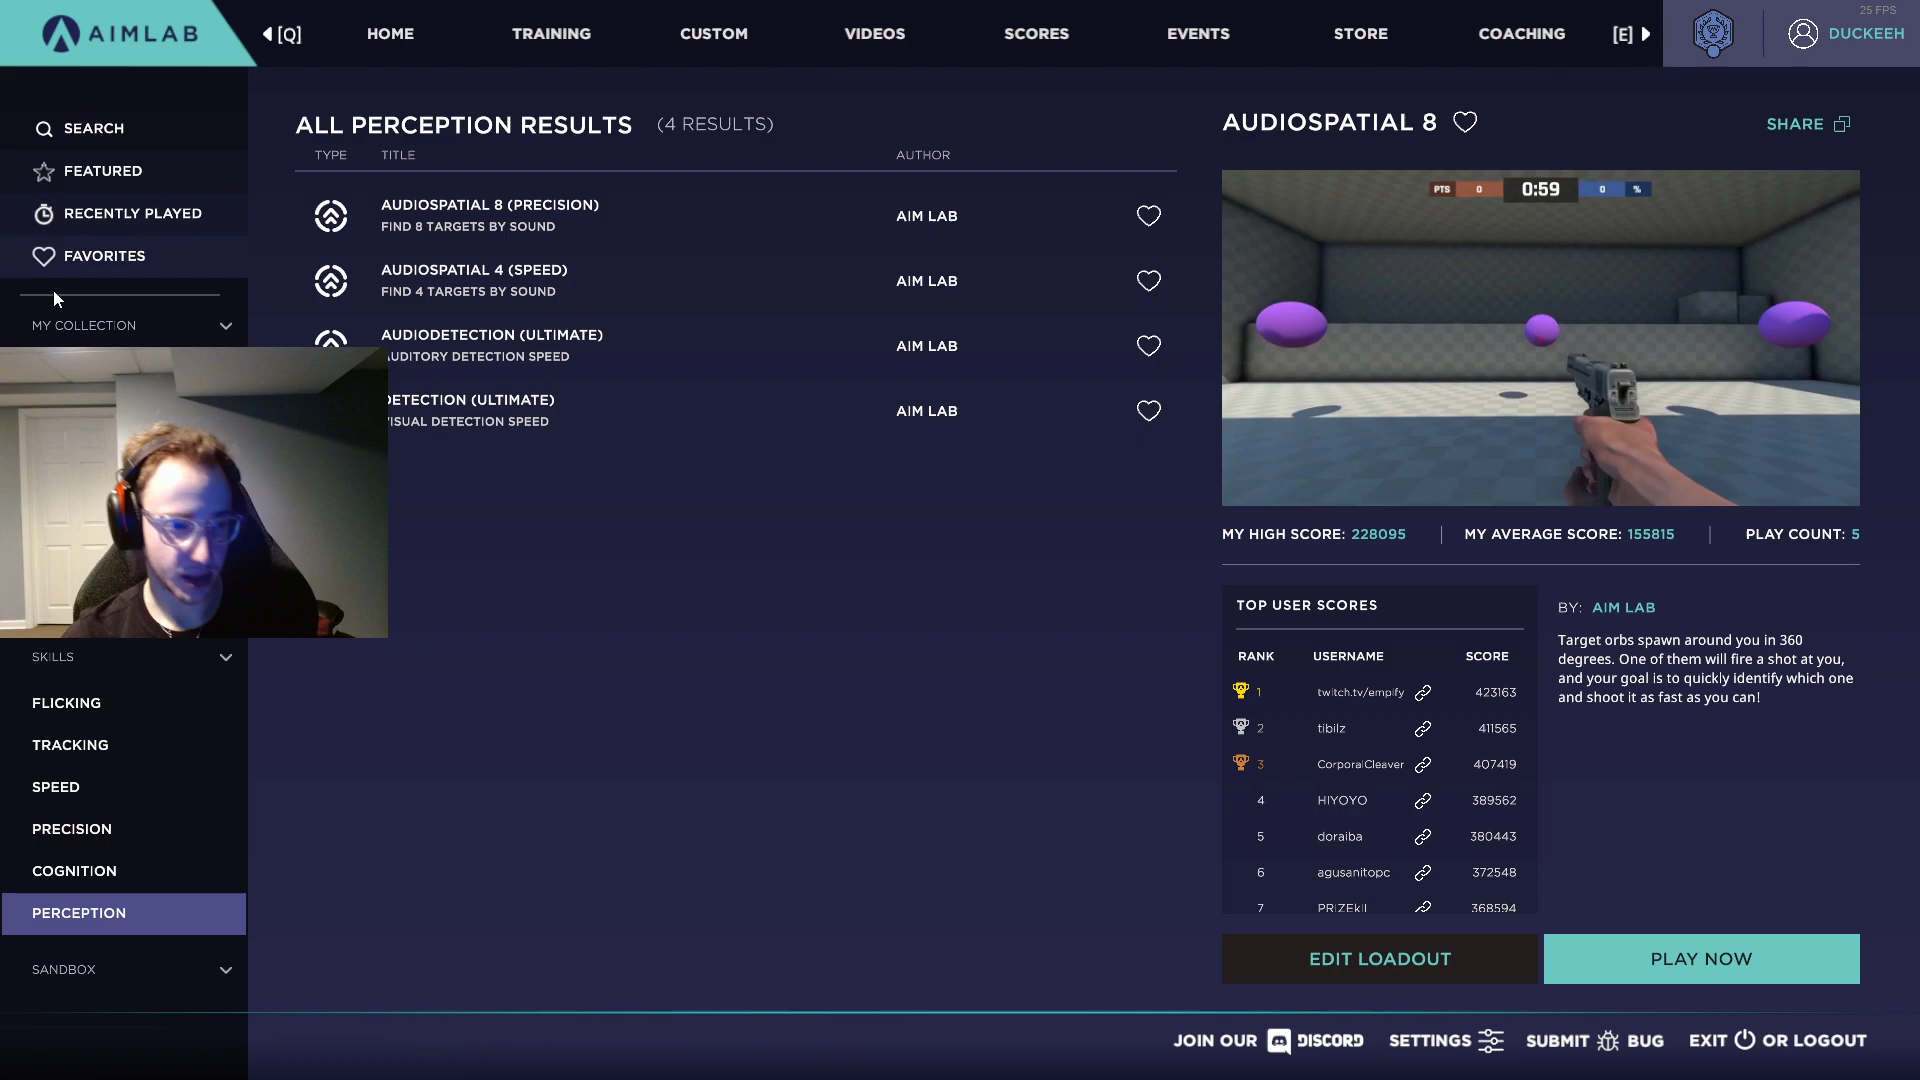 AIMLAB
[Q]
HOME
TRAINING
CUSTOM
VIDEOS
SCORES
EVENTS
STORE
COACHING
[E]
25 FPS
DUCKEEH
SEARCH
FEATURED
RECENTLY PLAYED
FAVORITES
MY COLLECTION
SKILLS
FLICKING
TRACKING
SPEED
PRECISION
COGNITION
PERCEPTION
SANDBOX
ALL PERCEPTION RESULTS (4 RESULTS)
TYPE TITLE AUTHOR
AUDIOSPATIAL 8 (PRECISION)
FIND 8 TARGETS BY SOUND
AIM LAB
AUDIOSPATIAL 4 (SPEED)
FIND 4 TARGETS BY SOUND
AIM LAB
AUDIODETECTION (ULTIMATE)
AUDITORY DETECTION SPEED
AIM LAB
DETECTION (ULTIMATE)
VISUAL DETECTION SPEED
AIM LAB
AUDIOSPATIAL 8
SHARE
PTS 0 0:59 0 %
MY HIGH SCORE: 228095
MY AVERAGE SCORE: 155815
PLAY COUNT: 5
TOP USER SCORES
RANK USERNAME SCORE
1 twitch.tv/empify 423163
2 tibilz 411565
3 CorporalCleaver 407419
4 HIYOYO 389562
5 doraiba 380443
6 agusanitopc 372548
7 PRIZEkII 368594
BY: AIM LAB
Target orbs spawn around you in 360
degrees. One of them will fire a shot at you,
and your goal is to quickly identify which one
and shoot it as fast as you can!
EDIT LOADOUT
PLAY NOW
JOIN OUR DISCORD
SETTINGS
SUBMIT BUG
EXIT OR LOGOUT